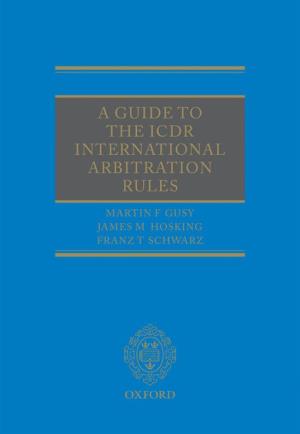 A GUIDE TO
THE ICDR
INTERNATIONAL
ARBITRATION
RULES
MARTIN F GUSY
JAMES M HOSKING
FRANZ T SCHWARZ
OXFORD